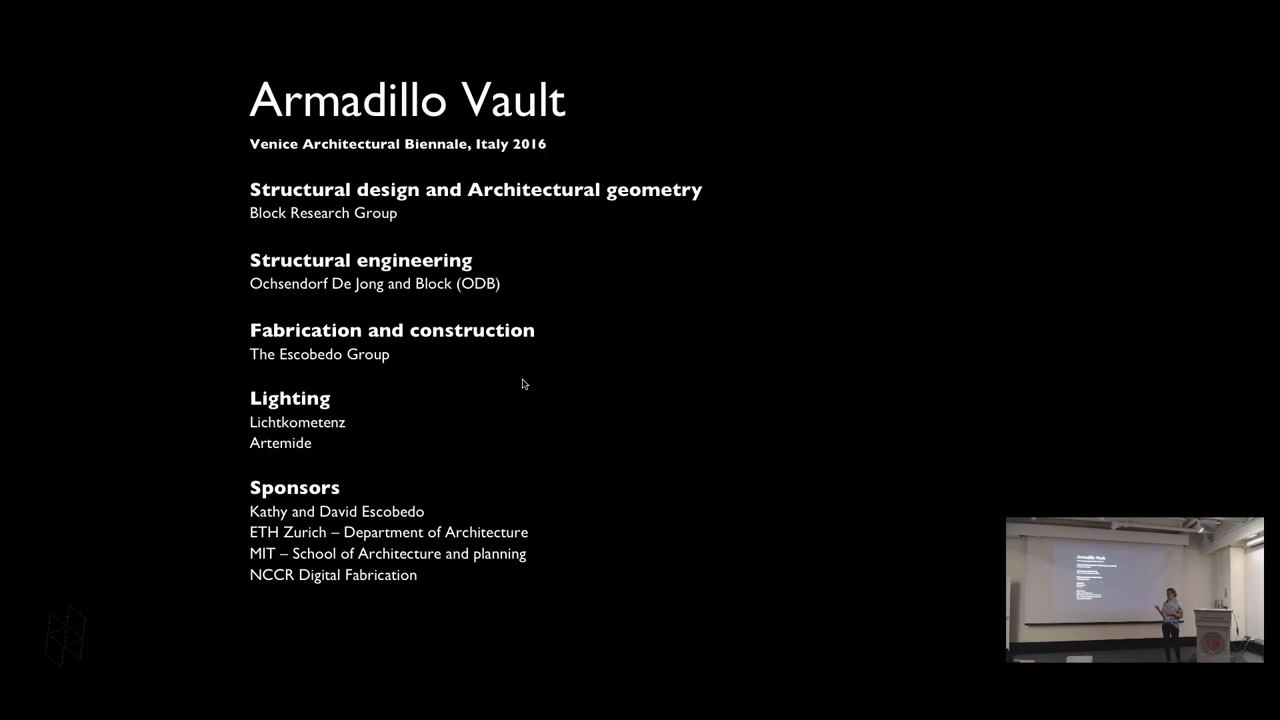 Armadillo Vault
Venice Architectural Biennale, Italy 2016
Structural design and Architectural geometry
Block Research Group
Structural engineering
Ochsendorf De Jong and Block (ODB)
Fabrication and construction
The Escobedo Group
Lighting
Lichtkometenz
Artemide
Sponsors
Kathy and David Escobedo
ETH Zurich – Department of Architecture
MIT – School of Architecture and planning
NCCR Digital Fabrication
Armadillo Vault